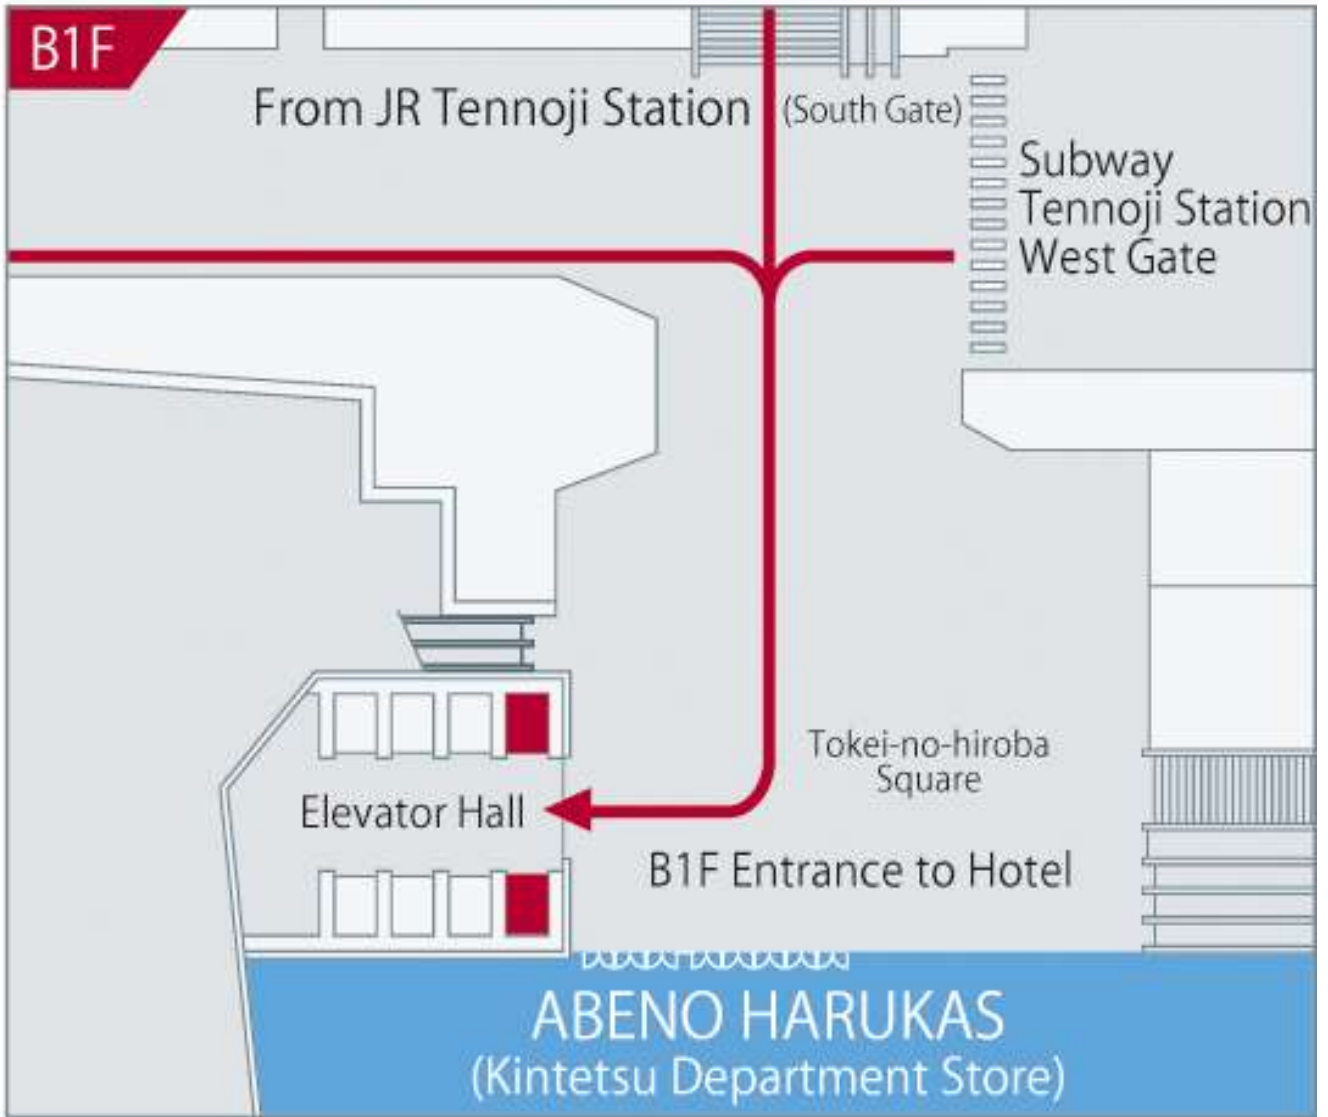 B1F
From JR Tennoji Station (South Gate)
Subway
Tennoji Station
West Gate
Tokei-no-hiroba
Square
Elevator Hall
B1F Entrance to Hotel
ABENO HARUKAS
(Kintetsu Department Store)